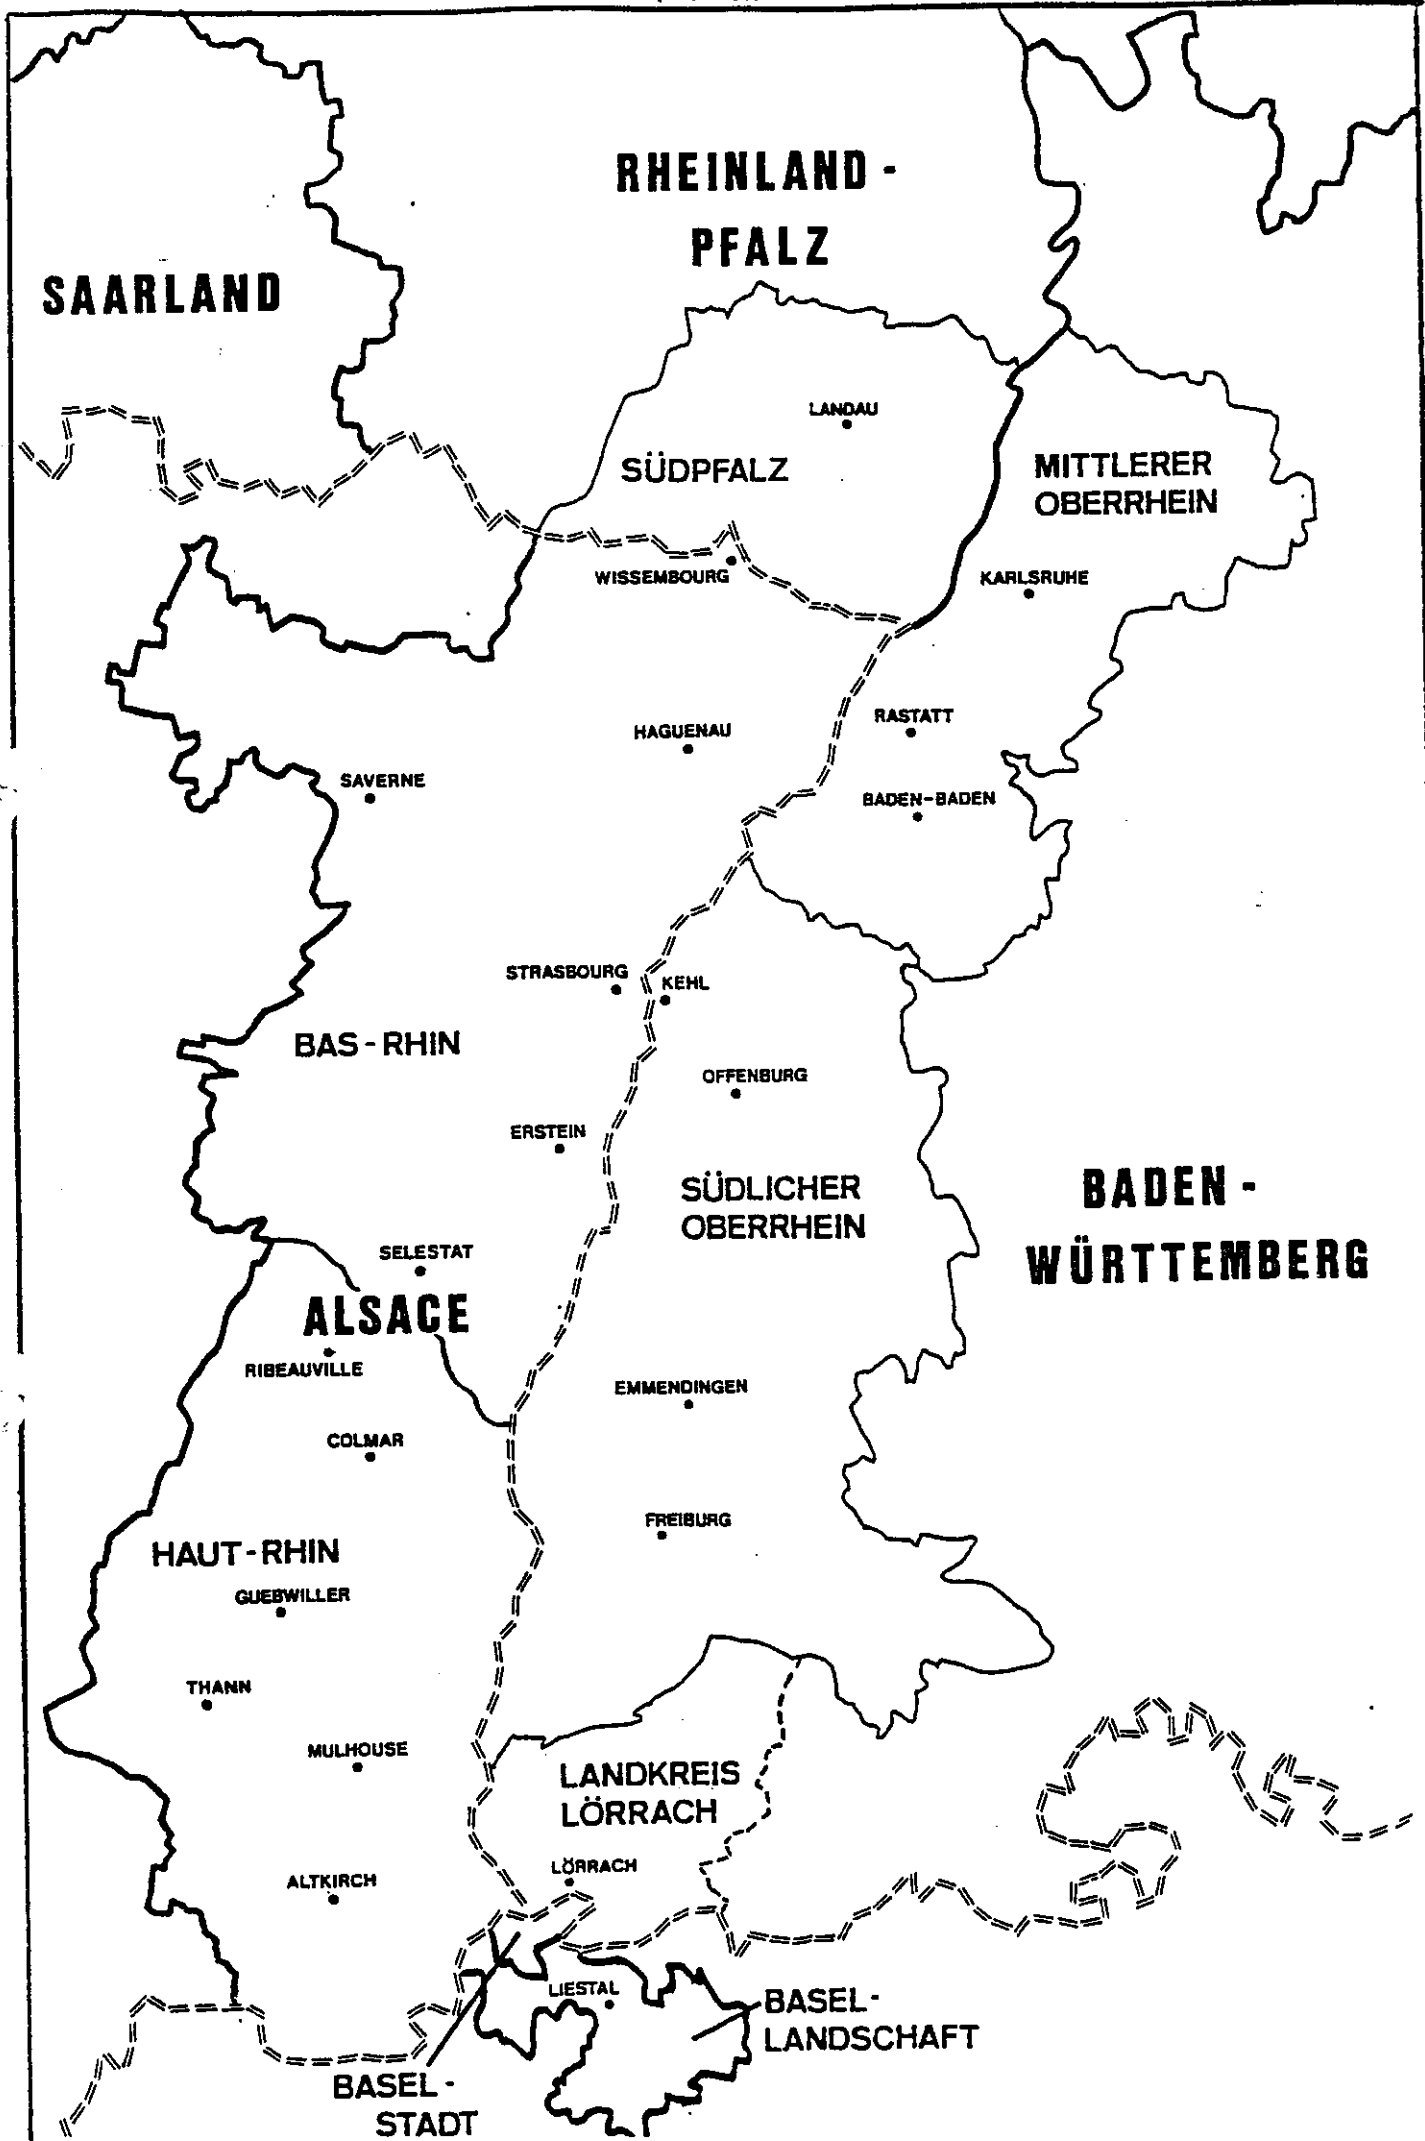 RHEINLAND -
PFALZ
SAARLAND
LANDAU
SÜDPFALZ
MITTLERER
OBERRHEIN
WISSEMBOURG
KARLSRUHE
HAGUENAU
RASTATT
SAVERNE
BADEN-BADEN
STRASBOURG
KEHL
BAS-RHIN
OFFENBURG
ERSTEIN
SÜDLICHER
OBERRHEIN
BADEN -
WÜRTTEMBERG
SELESTAT
ALSACE
RIBEAUVILLE
EMMENDINGEN
COLMAR
FREIBURG
HAUT-RHIN
GUEBWILLER
THANN
MULHOUSE
LANDKREIS
LÖRRACH
LÖRRACH
ALTKIRCH
LIESTAL
BASEL-
LANDSCHAFT
BASEL-
STADT